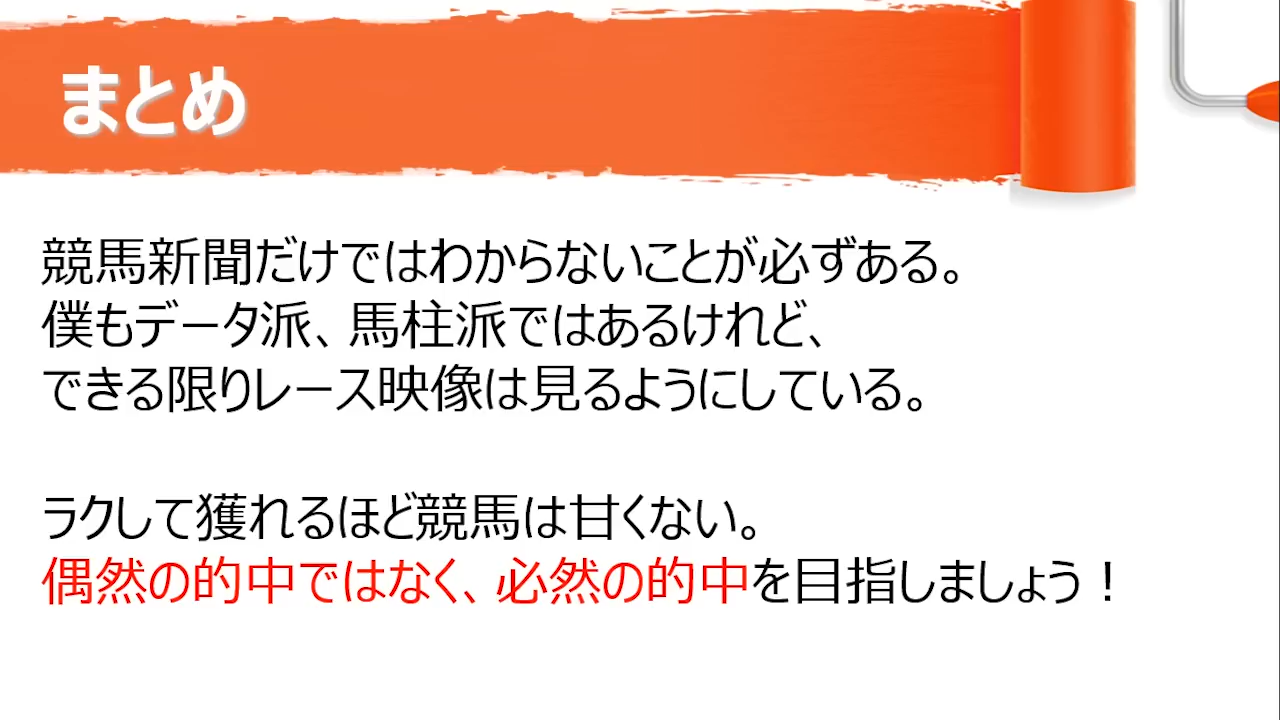 まとめ
競馬新聞だけではわからないことが必ずある。
僕もデータ派、馬柱派ではあるけれど、
できる限りレース映像は見るようにしている。
ラクして獲れるほど競馬は甘くない。
偶然の的中ではなく、必然の的中を目指しましょう！